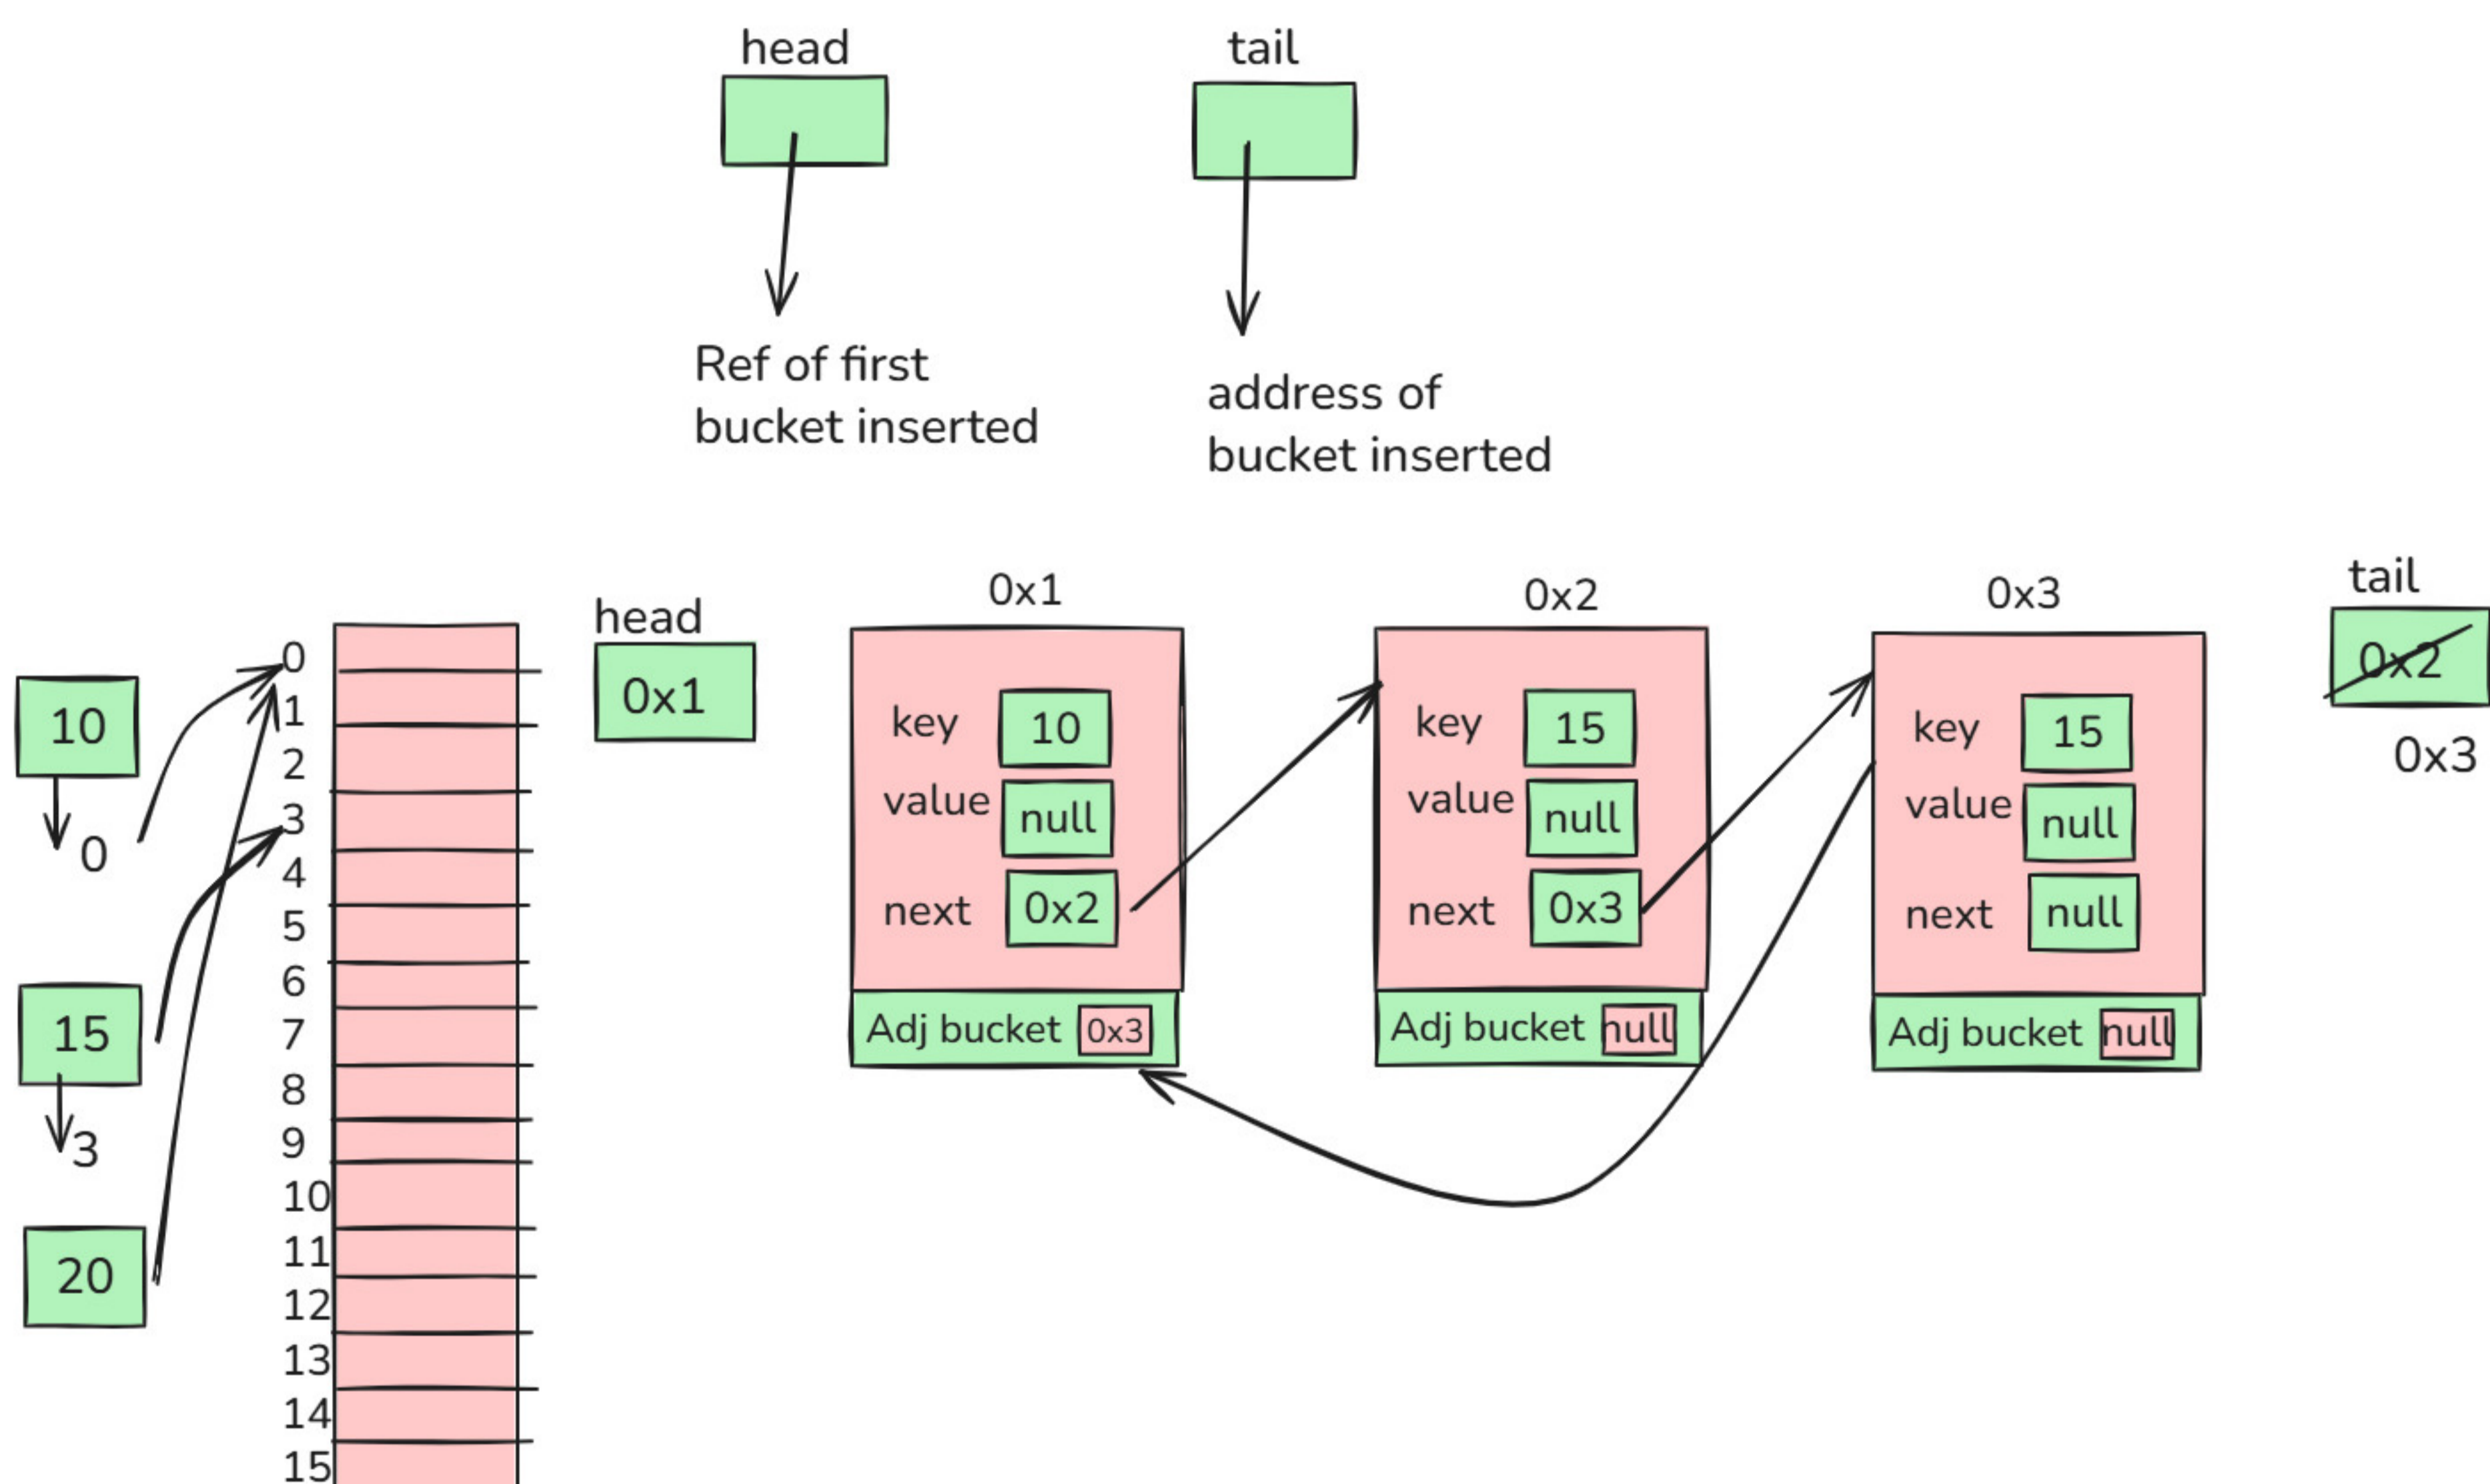 head
tail
Ref of first
bucket inserted
address of
bucket inserted
10
0
15
3
20
0
1
2
3
4
5
6
7
8
9
10
11
12
13
14
15
head
0x1
0x1
key 10
value null
next 0x2
Adj bucket 0x3
0x2
key 15
value null
next 0x3
Adj bucket null
0x3
key 15
value null
next null
Adj bucket null
tail
0x2
0x3